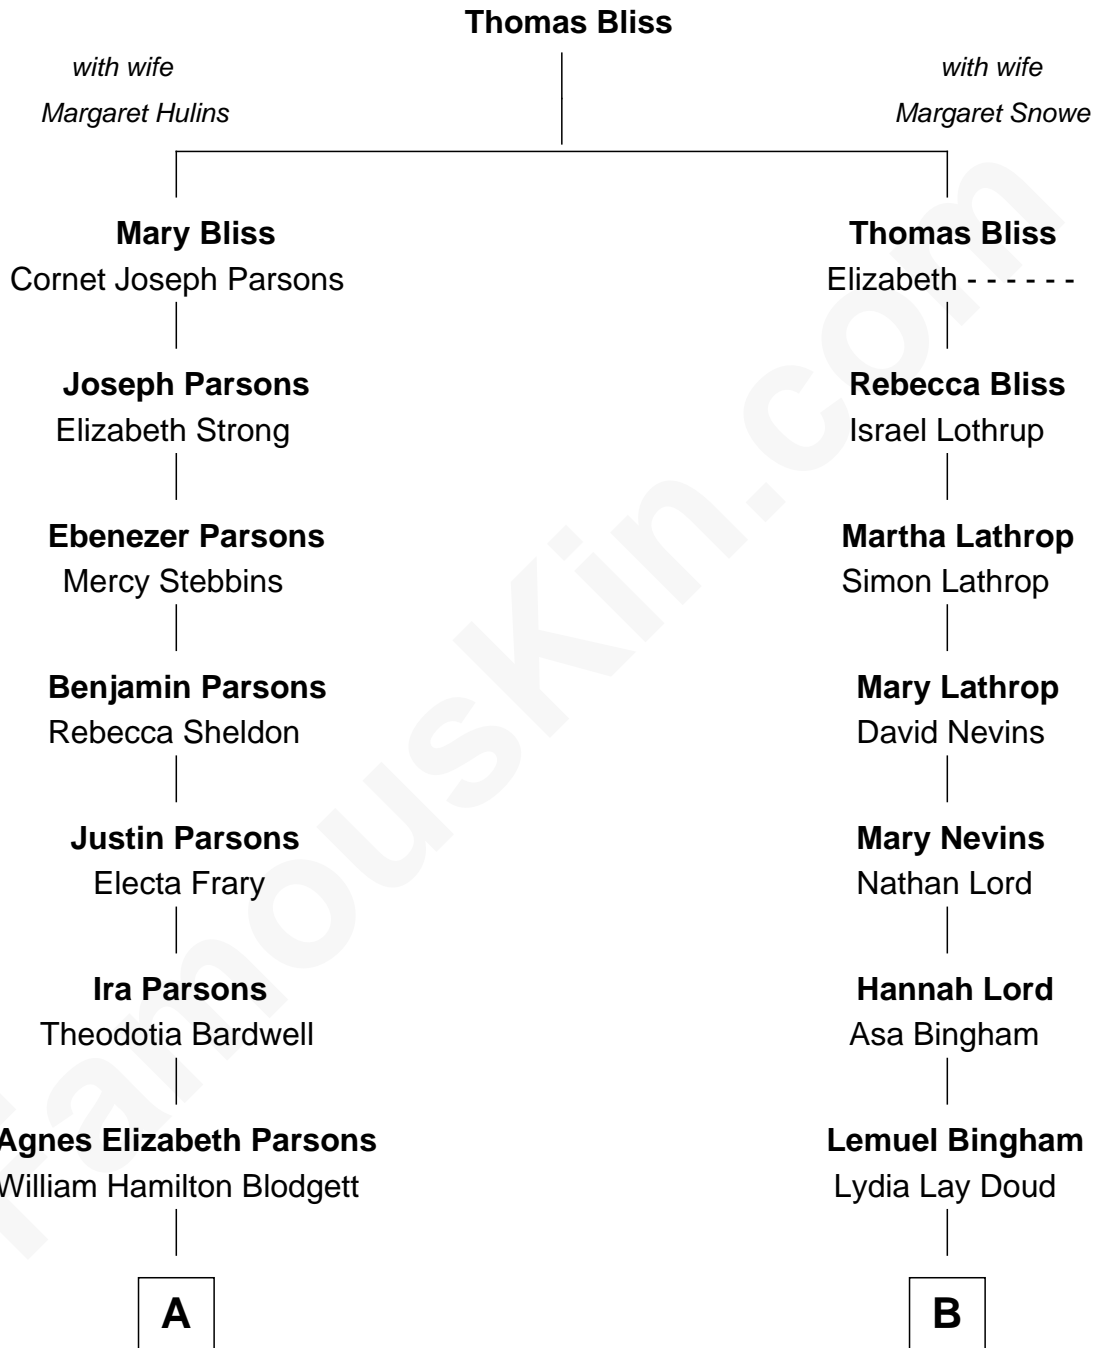 Thomas Bliss
with wife
Margaret Hulins
with wife
Margaret Snowe
Mary Bliss
Cornet Joseph Parsons
Thomas Bliss
Elizabeth - - - - - -
Joseph Parsons
Elizabeth Strong
Rebecca Bliss
Israel Lothrup
Ebenezer Parsons
Mercy Stebbins
Martha Lathrop
Simon Lathrop
Benjamin Parsons
Rebecca Sheldon
Mary Lathrop
David Nevins
Justin Parsons
Electa Frary
Mary Nevins
Nathan Lord
Ira Parsons
Theodotia Bardwell
Hannah Lord
Asa Bingham
Agnes Elizabeth Parsons
William Hamilton Blodgett
Lemuel Bingham
Lydia Lay Doud
A
B
FamousKin.com